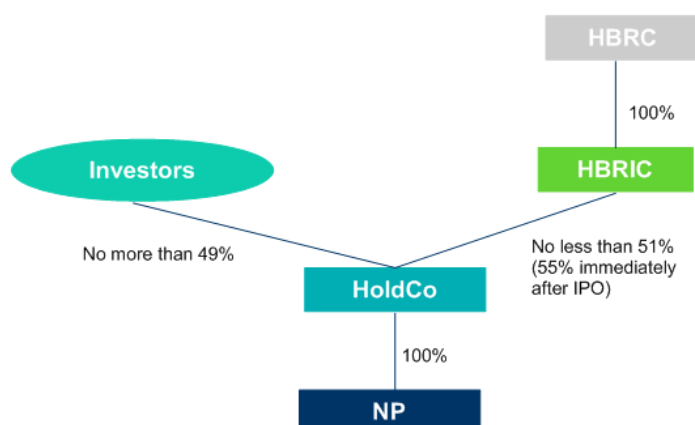 HBRC
100%
Investors
HBRIC
No more than 49%
No less than 51%
(55% immediately
after IPO)
HoldCo
100%
NP